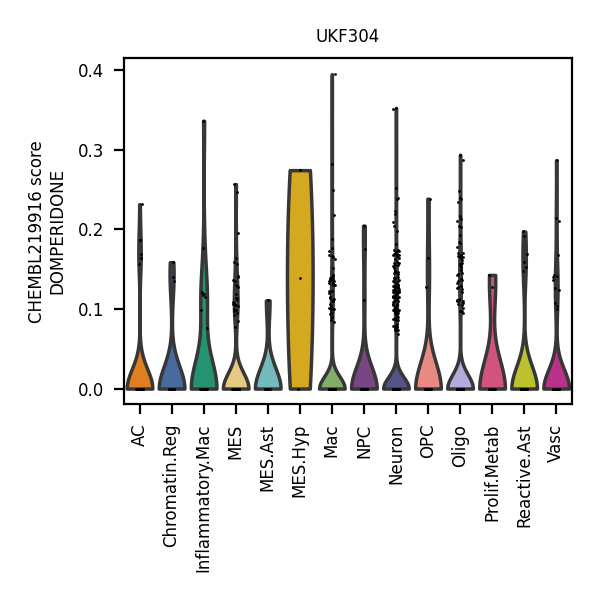 UKF304
CHEMBL219916 score
DOMPERIDONE
0.4
0.3
0.2
0.1
0.0
AC
Chromatin.Reg
Inflammatory.Mac
MES
MES.Ast
MES.Hyp
Mac
NPC
Neuron
OPC
Oligo
Prolif.Metab
Reactive.Ast
Vasc